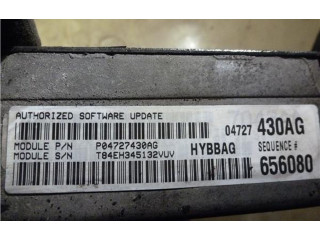 AUTHORIZED SOFTWARE UPDATE
04727 430AG
MODULE P/N P04727430AG
HYBBAG SEQUENCE #
MODULE S/N T84EH345132VUV
656080